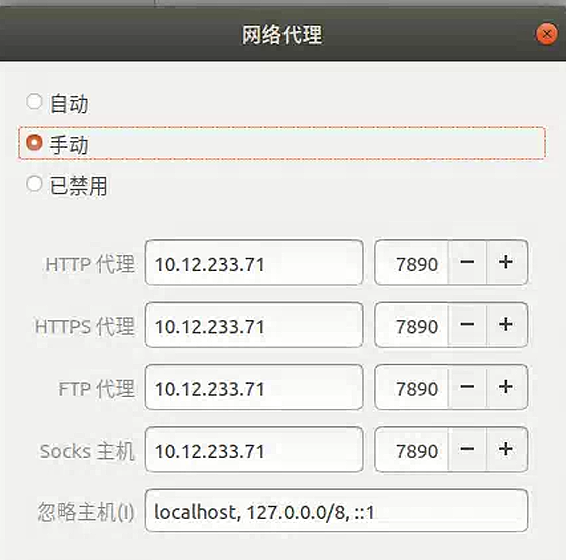 网络代理
自动
手动
已禁用
HTTP 代理 10.12.233.71 7890 − +
HTTPS 代理 10.12.233.71 7890 − +
FTP 代理 10.12.233.71 7890 − +
Socks 主机 10.12.233.71 7890 − +
忽略主机(I) localhost, 127.0.0.0/8, ::1